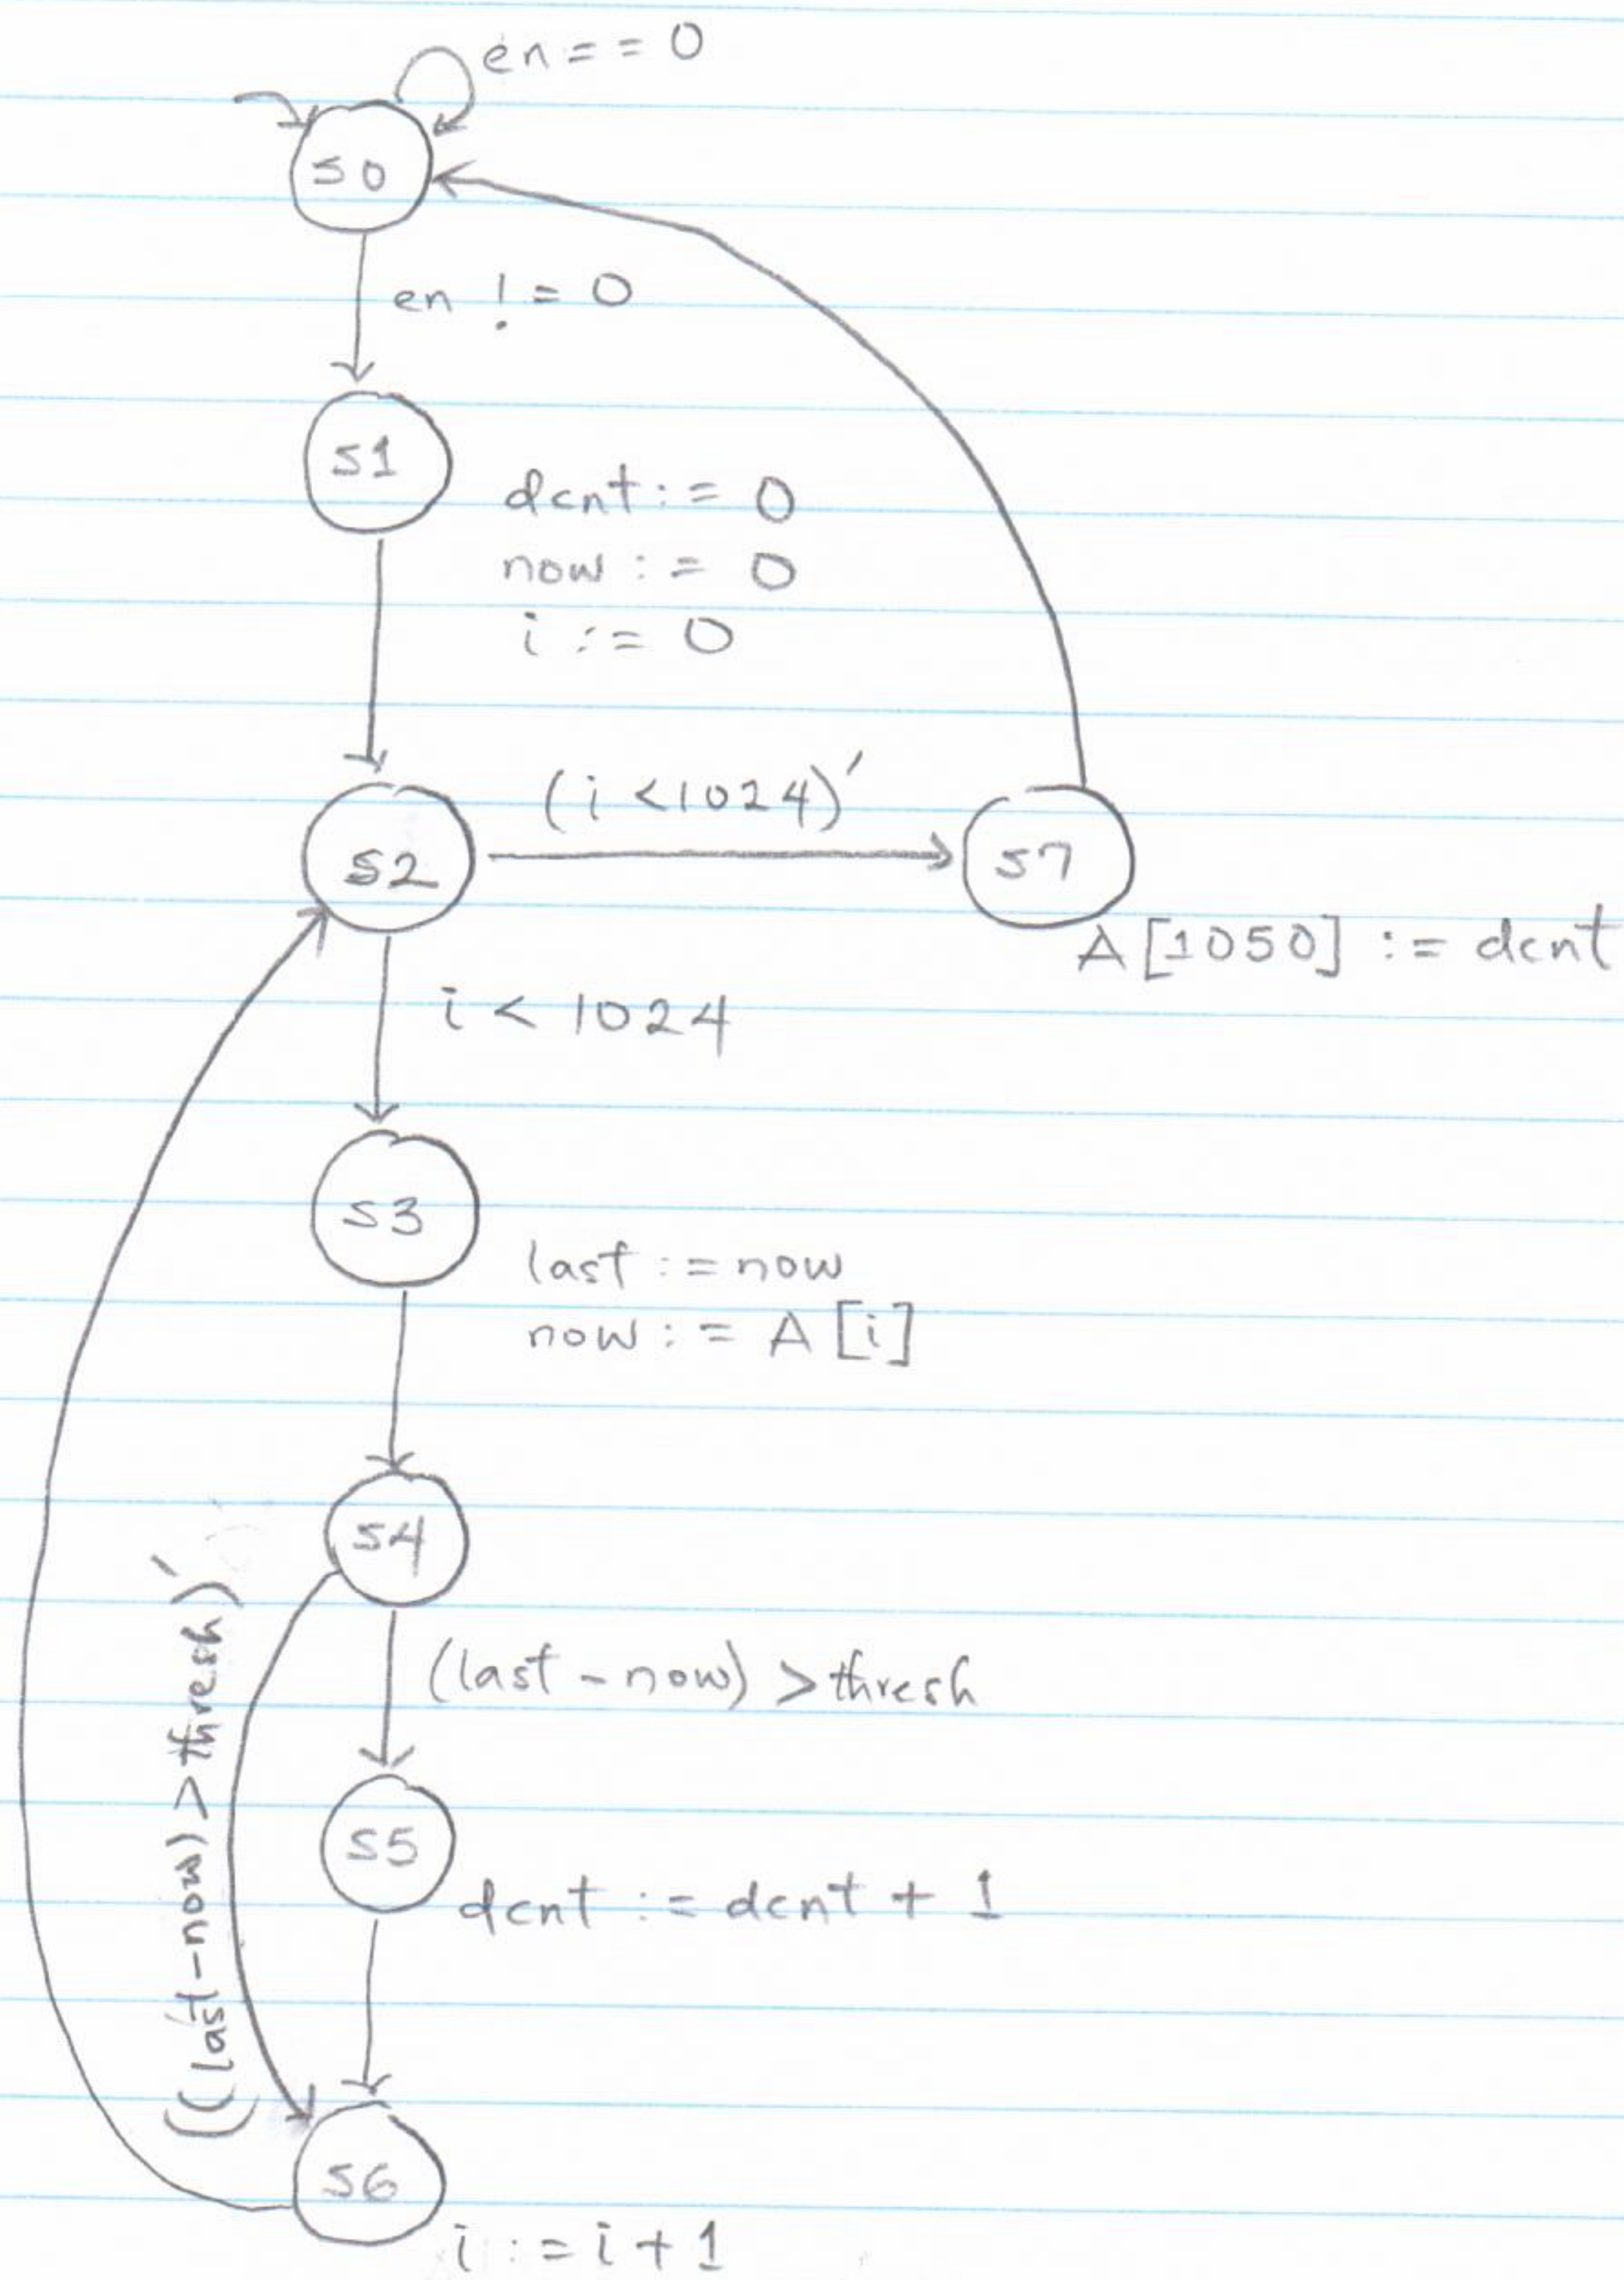 en == 0
S0
en != 0
S1
dcnt := 0
now := 0
i := 0
(i <1024)'
S2
S7
A[1050] := dcnt
i < 1024
S3
last := now
now := A[i]
S4
(last - now) > thresh
((last - now) > thresh)'
S5
dcnt := dcnt + 1
S6
i := i + 1